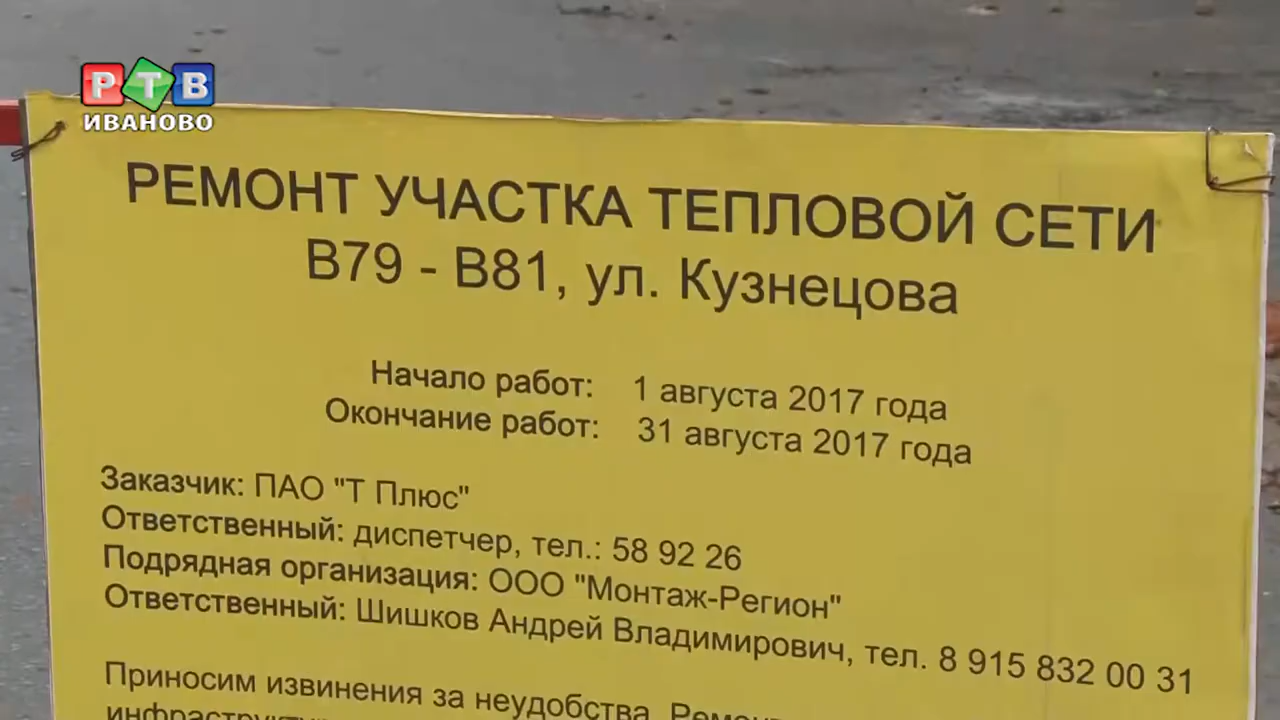 РТВ
ИВАНОВО
РЕМОНТ УЧАСТКА ТЕПЛОВОЙ СЕТИ
В79 - В81, ул. Кузнецова
Начало работ: 1 августа 2017 года
Окончание работ: 31 августа 2017 года
Заказчик: ПАО "Т Плюс"
Ответственный: диспетчер, тел.: 58 92 26
Подрядная организация: ООО "Монтаж-Регион"
Ответственный: Шишков Андрей Владимирович, тел. 8 915 832 00 31
Приносим извинения за неудобства.